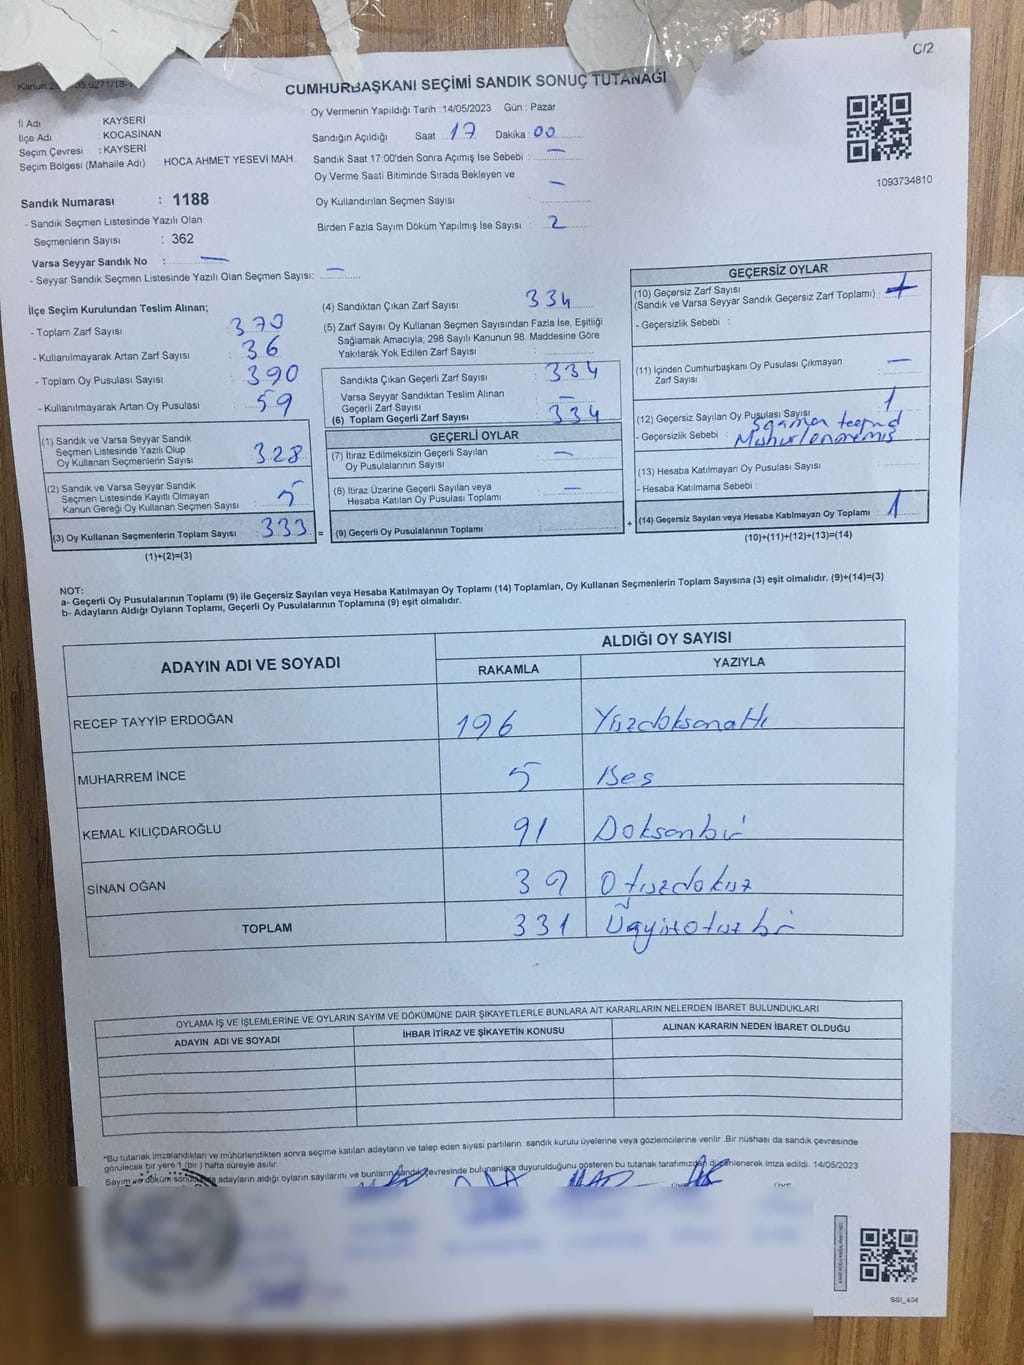 C/2
CUMHURBAŞKANI SEÇİMİ SANDIK SONUÇ TUTANAĞI
İl Adı : KAYSERİ
İlçe Adı : KOCASİNAN
Seçim Çevresi : KAYSERİ
Seçim Bölgesi (Mahalle Adı) : HOCA AHMET YESEVİ MAH.
Sandık Numarası : 1188
- Sandık Seçmen Listesinde Yazılı Olan
Seçmenlerin Sayısı : 362
Varsa Seyyar Sandık No : —
- Seyyar Sandık Seçmen Listesinde Yazılı Olan Seçmen Sayısı: —
Oy Vermenin Yapıldığı Tarih : 14/05/2023 Gün : Pazar
Sandığın Açıldığı Saat : 17 Dakika : 00
Sandık Saat 17:00'den Sonra Açımış İse Sebebi : —
Oy Verme Saati Bitiminde Sırada Bekleyen ve
Oy Kullandırılan Seçmen Sayısı : —
Birden Fazla Sayım Döküm Yapılmış İse Sayısı : 2
1093734810
İlçe Seçim Kurulundan Teslim Alınan;
- Toplam Zarf Sayısı : 370
- Kullanılmayarak Artan Zarf Sayısı : 36
- Toplam Oy Pusulası Sayısı : 390
- Kullanılmayarak Artan Oy Pusulası : 59
(1) Sandık ve Varsa Seyyar Sandık
Seçmen Listesinde Yazılı Olup
Oy Kullanan Seçmenlerin Sayısı : 328
(2) Sandık ve Varsa Seyyar Sandık
Seçmen Listesinde Kayıtlı Olmayan
Kanun Gereği Oy Kullanan Seçmen Sayısı : 5
(3) Oy Kullanan Seçmenlerin Toplam Sayısı : 333
(1)+(2)=(3)
(4) Sandıktan Çıkan Zarf Sayısı : 334
(5) Zarf Sayısı Oy Kullanan Seçmen Sayısından Fazla İse, Eşitliği
Sağlamak Amacıyla; 298 Sayılı Kanunun 98. Maddesine Göre
Yakılarak Yok Edilen Zarf Sayısı :
Sandıkta Çıkan Geçerli Zarf Sayısı : 334
Varsa Seyyar Sandıktan Teslim Alınan
Geçerli Zarf Sayısı : —
(6) Toplam Geçerli Zarf Sayısı : 334
GEÇERLİ OYLAR
(7) İtiraz Edilmeksizin Geçerli Sayılan
Oy Pusulalarının Sayısı : —
(8) İtiraz Üzerine Geçerli Sayılan veya
Hesaba Katılan Oy Pusulası Toplamı : —
= (9) Geçerli Oy Pusulalarının Toplamı :
GEÇERSİZ OYLAR
(10) Geçersiz Zarf Sayısı
(Sandık ve Varsa Seyyar Sandık Geçersiz Zarf Toplamı) :
- Geçersizlik Sebebi :
(11) İçinden Cumhurbaşkanı Oy Pusulası Çıkmayan
Zarf Sayısı : —
(12) Geçersiz Sayılan Oy Pusulası Sayısı : 1
- Geçersizlik Sebebi : Mühürlenmemiş
(13) Hesaba Katılmayan Oy Pusulası Sayısı :
- Hesaba Katılmama Sebebi :
+ (14) Geçersiz Sayılan veya Hesaba Katılmayan Oy Toplamı : 1
(10)+(11)+(12)+(13)=(14)
NOT:
a- Geçerli Oy Pusulalarının Toplamı (9) ile Geçersiz Sayılan veya Hesaba Katılmayan Oy Toplamı (14) Toplamları, Oy Kullanan Seçmenlerin Toplam Sayısına (3) eşit olmalıdır. (9)+(14)=(3)
b- Adayların Aldığı Oyların Toplamı, Geçerli Oy Pusulalarının Toplamına (9) eşit olmalıdır.
ADAYIN ADI VE SOYADI
ALDIĞI OY SAYISI
RAKAMLA YAZIYLA
RECEP TAYYİP ERDOĞAN 196 Yüzdoksanaltı
MUHARREM İNCE 5 Beş
KEMAL KILIÇDAROĞLU 91 Doksanbir
SİNAN OĞAN 39 Otuzdokuz
TOPLAM 331 Üçyüzotuzbir
OYLAMA İŞ VE İŞLEMLERİNE VE OYLARIN SAYIM VE DÖKÜMÜNE DAİR ŞİKAYETLERLE BUNLARA AİT KARARLARIN NELERDEN İBARET BULUNDUKLARI
ADAYIN ADI VE SOYADI İHBAR İTİRAZ VE ŞİKAYETİN KONUSU ALINAN KARARIN NEDEN İBARET OLDUĞU
*Bu tutanak imzalandıktan ve mühürlendikten sonra seçime katılan adayların ve talep eden siyasi partilerin sandık kurulu üyelerine veya gözlemcilerine verilir. Bir nüshası da sandık çevresinde
görülecek bir yere 1 (bir) hafta süreyle asılır.
Sayım ve döküm adayların aldığı oyların sayılarını ve bunların sandık çevresinde bulunanlara duyurulduğunu gösteren bu tutanak tarafımızdan düzenlenerek imza edildi. 14/05/2023
SSI_404